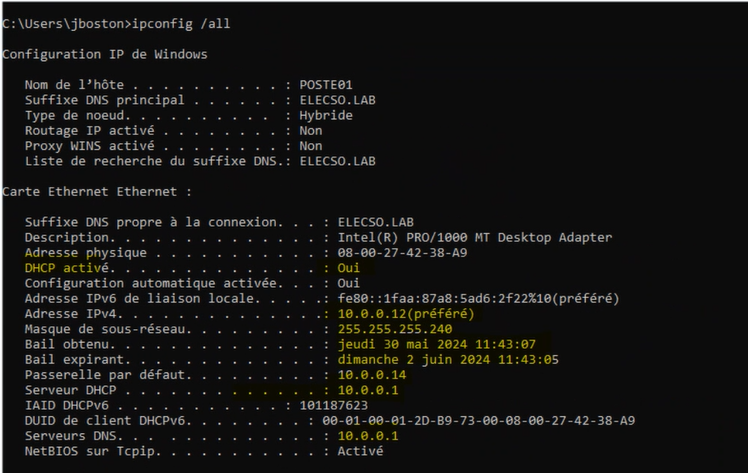 C:\Users\jboston>ipconfig /all
Configuration IP de Windows
Nom de l’hôte . . . . . . . . . . : POSTE01
Suffixe DNS principal . . . . . . : ELECSO.LAB
Type de noeud. . . . . . . . . . : Hybride
Routage IP activé . . . . . . . . : Non
Proxy WINS activé . . . . . . . . : Non
Liste de recherche du suffixe DNS.: ELECSO.LAB
Carte Ethernet Ethernet :
Suffixe DNS propre à la connexion. . . : ELECSO.LAB
Description. . . . . . . . . . . . . . : Intel(R) PRO/1000 MT Desktop Adapter
Adresse physique . . . . . . . . . . . : 08-00-27-42-38-A9
DHCP activé. . . . . . . . . . . . . . : Oui
Configuration automatique activée. . . : Oui
Adresse IPv6 de liaison locale. . . . .: fe80::1faa:87a8:5ad6:2f22%10(préféré)
Adresse IPv4. . . . . . . . . . . . . .: 10.0.0.12(préféré)
Masque de sous-réseau. . . . . . . . . : 255.255.255.240
Bail obtenu. . . . . . . . . . . . . . : jeudi 30 mai 2024 11:43:07
Bail expirant. . . . . . . . . . . . . : dimanche 2 juin 2024 11:43:05
Passerelle par défaut. . . . . . . . . : 10.0.0.14
Serveur DHCP . . . . . . . . . . . . . : 10.0.0.1
IAID DHCPv6 . . . . . . . . . . . : 101187623
DUID de client DHCPv6. . . . . . . . : 00-01-00-01-2D-B9-73-00-08-00-27-42-38-A9
Serveurs DNS. . . . . . . . . . . . . : 10.0.0.1
NetBIOS sur Tcpip. . . . . . . . . . . : Activé